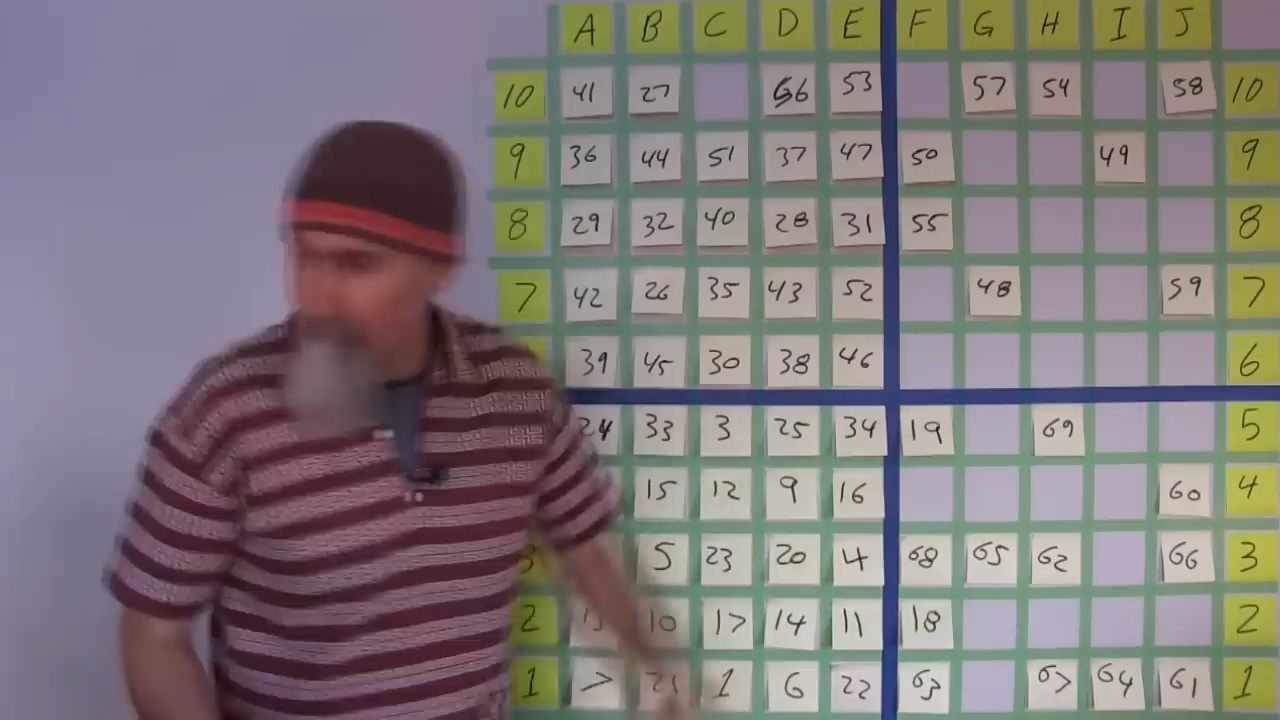 A B C D E F G H I J
10 41 27 56 53 57 54 58 10
9 36 44 51 37 47 50 49 9
8 29 32 40 28 31 55 8
7 42 26 35 43 52 48 59 7
39 45 30 38 46 6
24 33 3 25 34 19 69 5
15 12 9 16 60 4
3 5 23 20 4 68 65 62 66 3
2 10 17 14 11 18 2
1 7 21 1 6 22 63 67 64 61 1